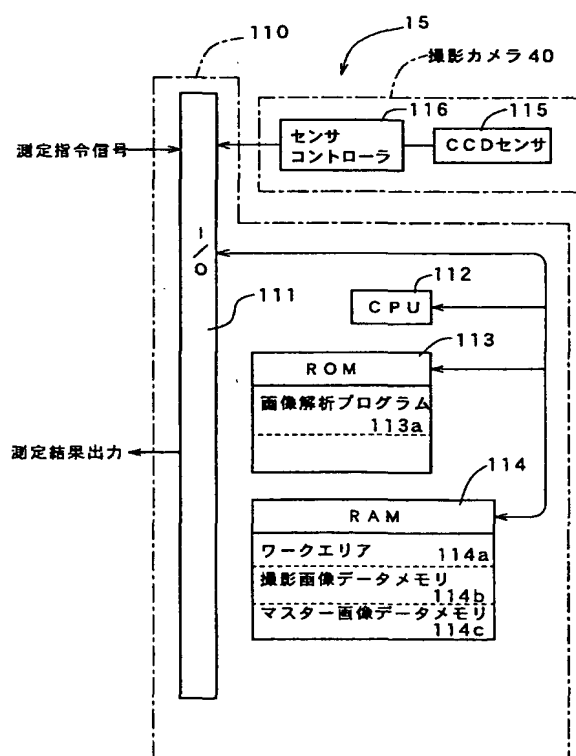 110
15
撮影カメラ40
116
115
センサ
コントローラ
CCDセンサ
測定指令信号
I/O
111
112
CPU
113
ROM
画像解析プログラム
113a
測定結果出力
114
RAM
ワークエリア 114a
撮影画像データメモリ
114b
マスター画像データメモリ
114c